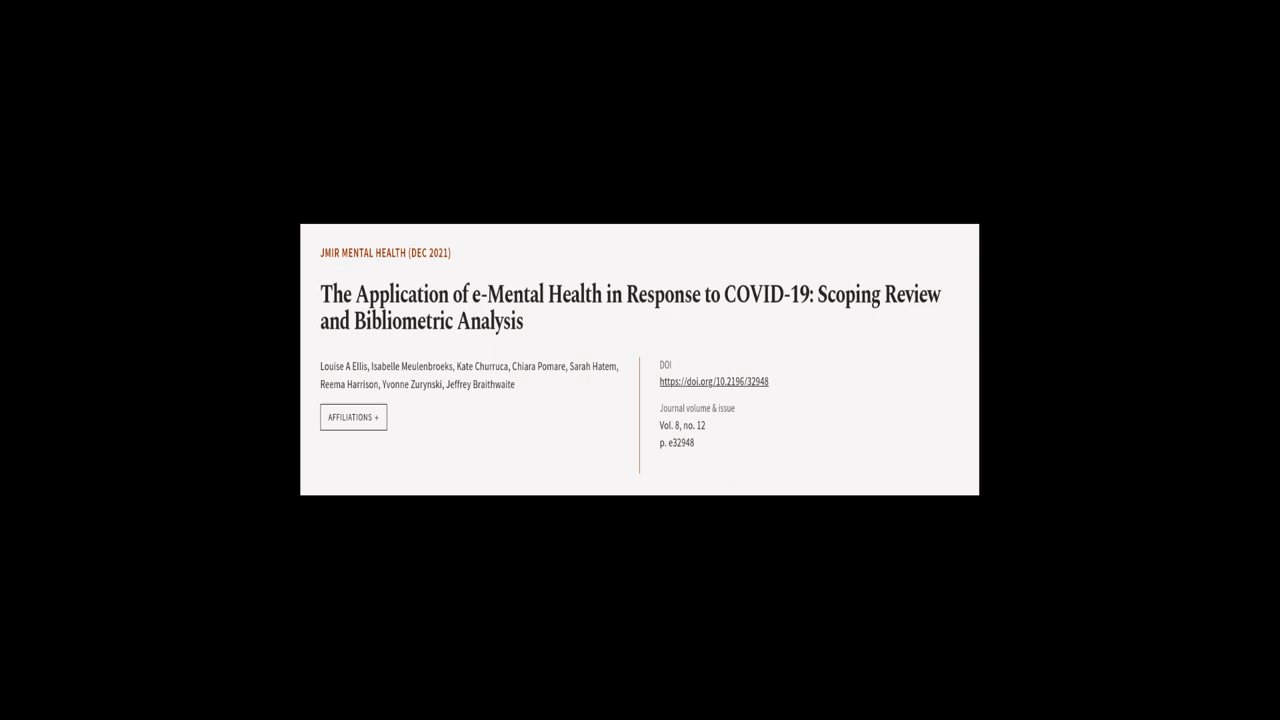 JMIR MENTAL HEALTH (DEC 2021)
The Application of e-Mental Health in Response to COVID-19: Scoping Review
and Bibliometric Analysis
Louise A Ellis, Isabelle Meulenbroeks, Kate Churruca, Chiara Pomare, Sarah Hatem,
Reema Harrison, Yvonne Zurynski, Jeffrey Braithwaite
AFFILIATIONS +
DOI
https://doi.org/10.2196/32948
Journal volume & issue
Vol. 8, no. 12
p. e32948